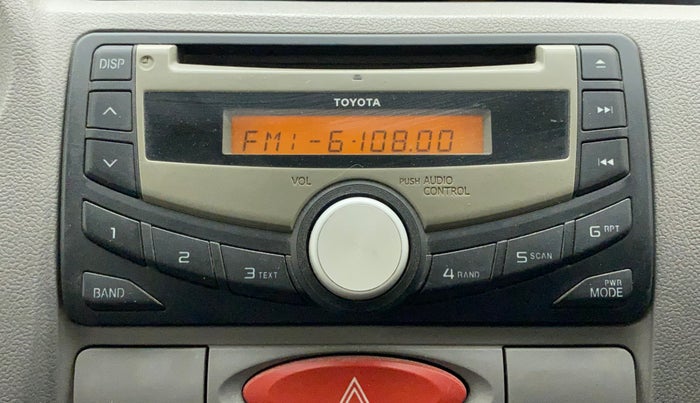 DISP
TOYOTA
FM1 -6:108.00
VOL
PUSH AUDIO
CONTROL
1
2
3 TEXT
4 RAND
5 SCAN
6 RPT
BAND
PWR
MODE